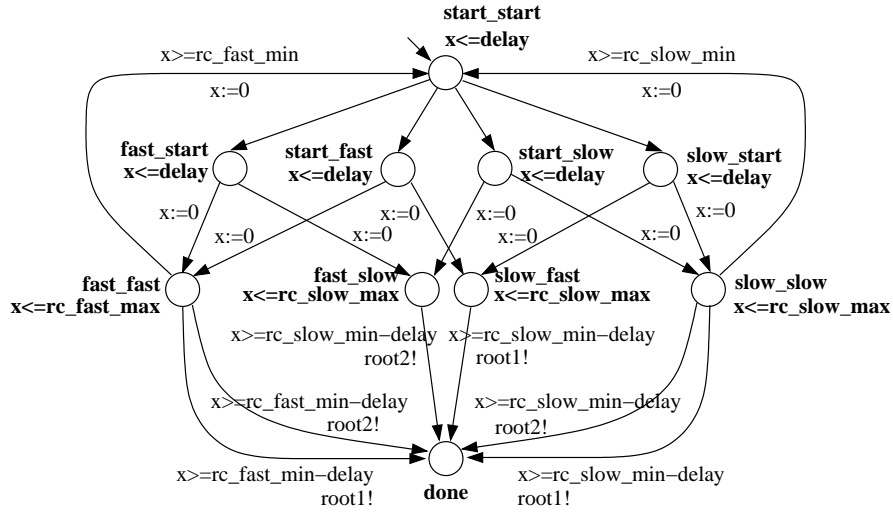 start_start
x<=delay
x>=rc_fast_min
x:=0
x>=rc_slow_min
x:=0
fast_start
x<=delay
start_fast
x<=delay
start_slow
x<=delay
slow_start
x<=delay
x:=0
x:=0
x:=0
x:=0
x:=0
x:=0
x:=0
x:=0
fast_fast
x<=rc_fast_max
fast_slow
x<=rc_slow_max
slow_fast
x<=rc_slow_max
slow_slow
x<=rc_slow_max
x>=rc_slow_min−delay
root2!
x>=rc_slow_min−delay
root1!
x>=rc_fast_min−delay
root2!
x>=rc_slow_min−delay
root2!
x>=rc_fast_min−delay
root1!
done
x>=rc_slow_min−delay
root1!